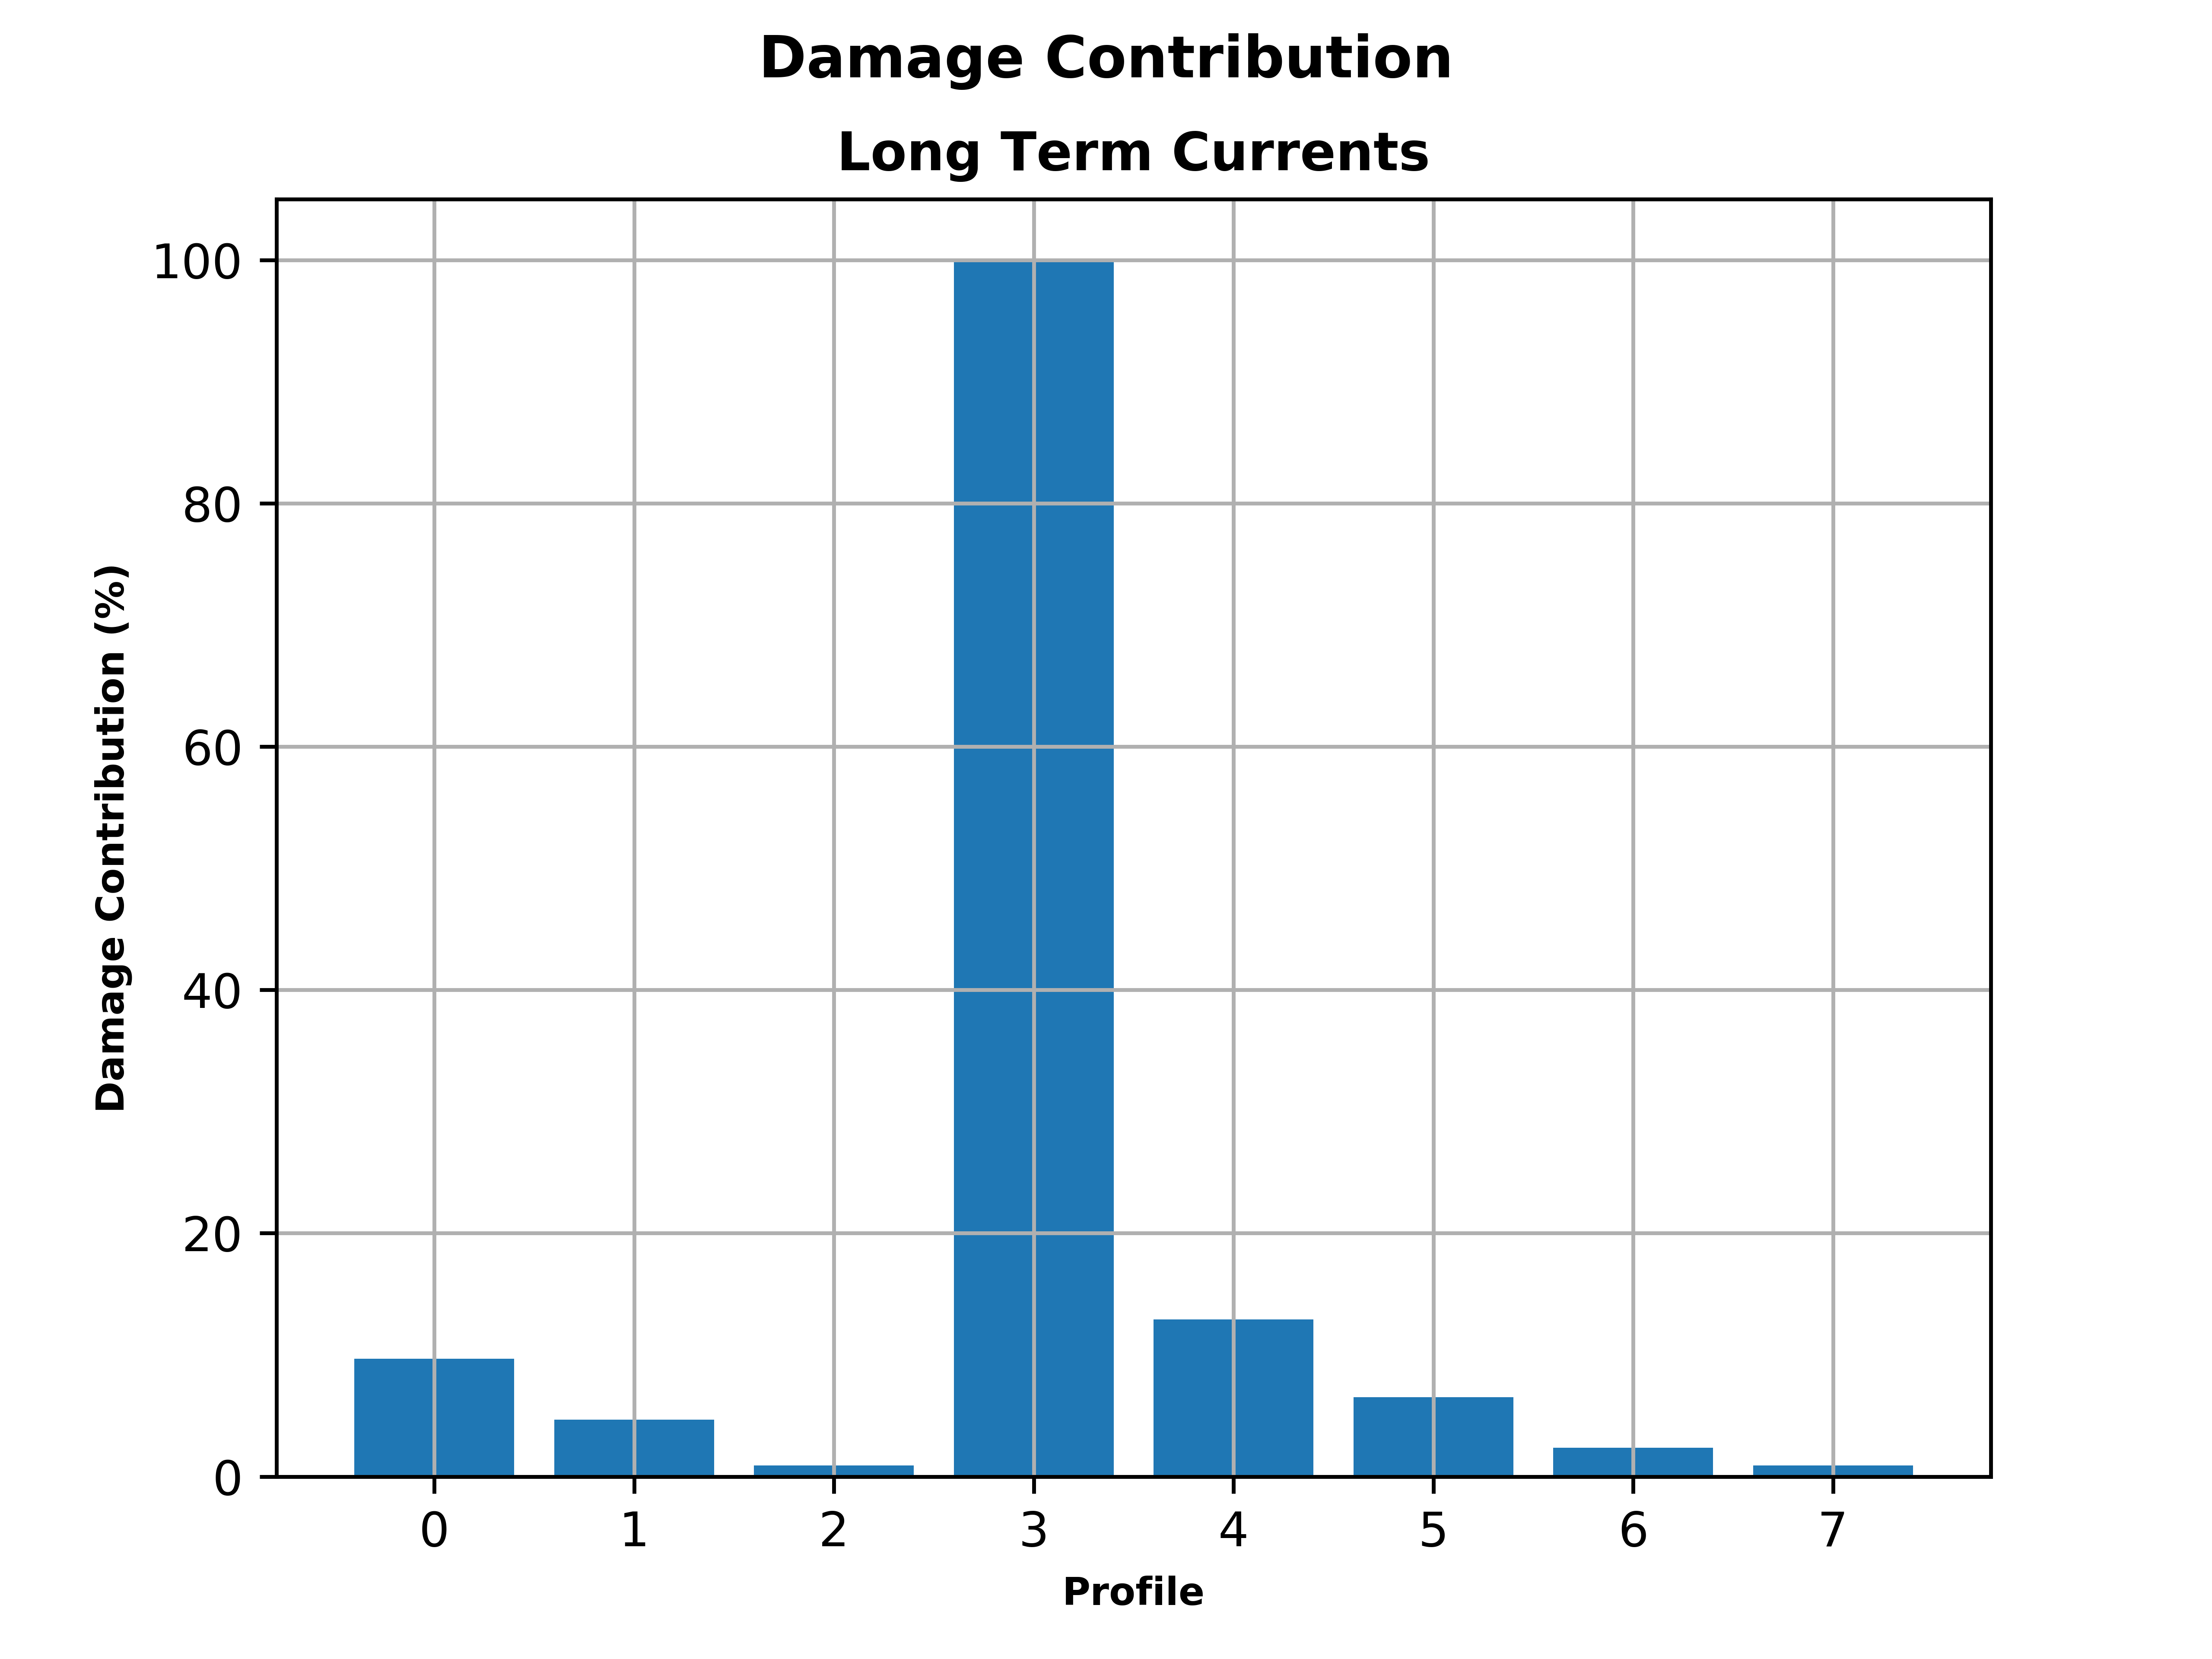 Damage Contribution
Long Term Currents
100
80
60
40
20
0
Damage Contribution (%)
0 1 2 3 4 5 6 7
Profile